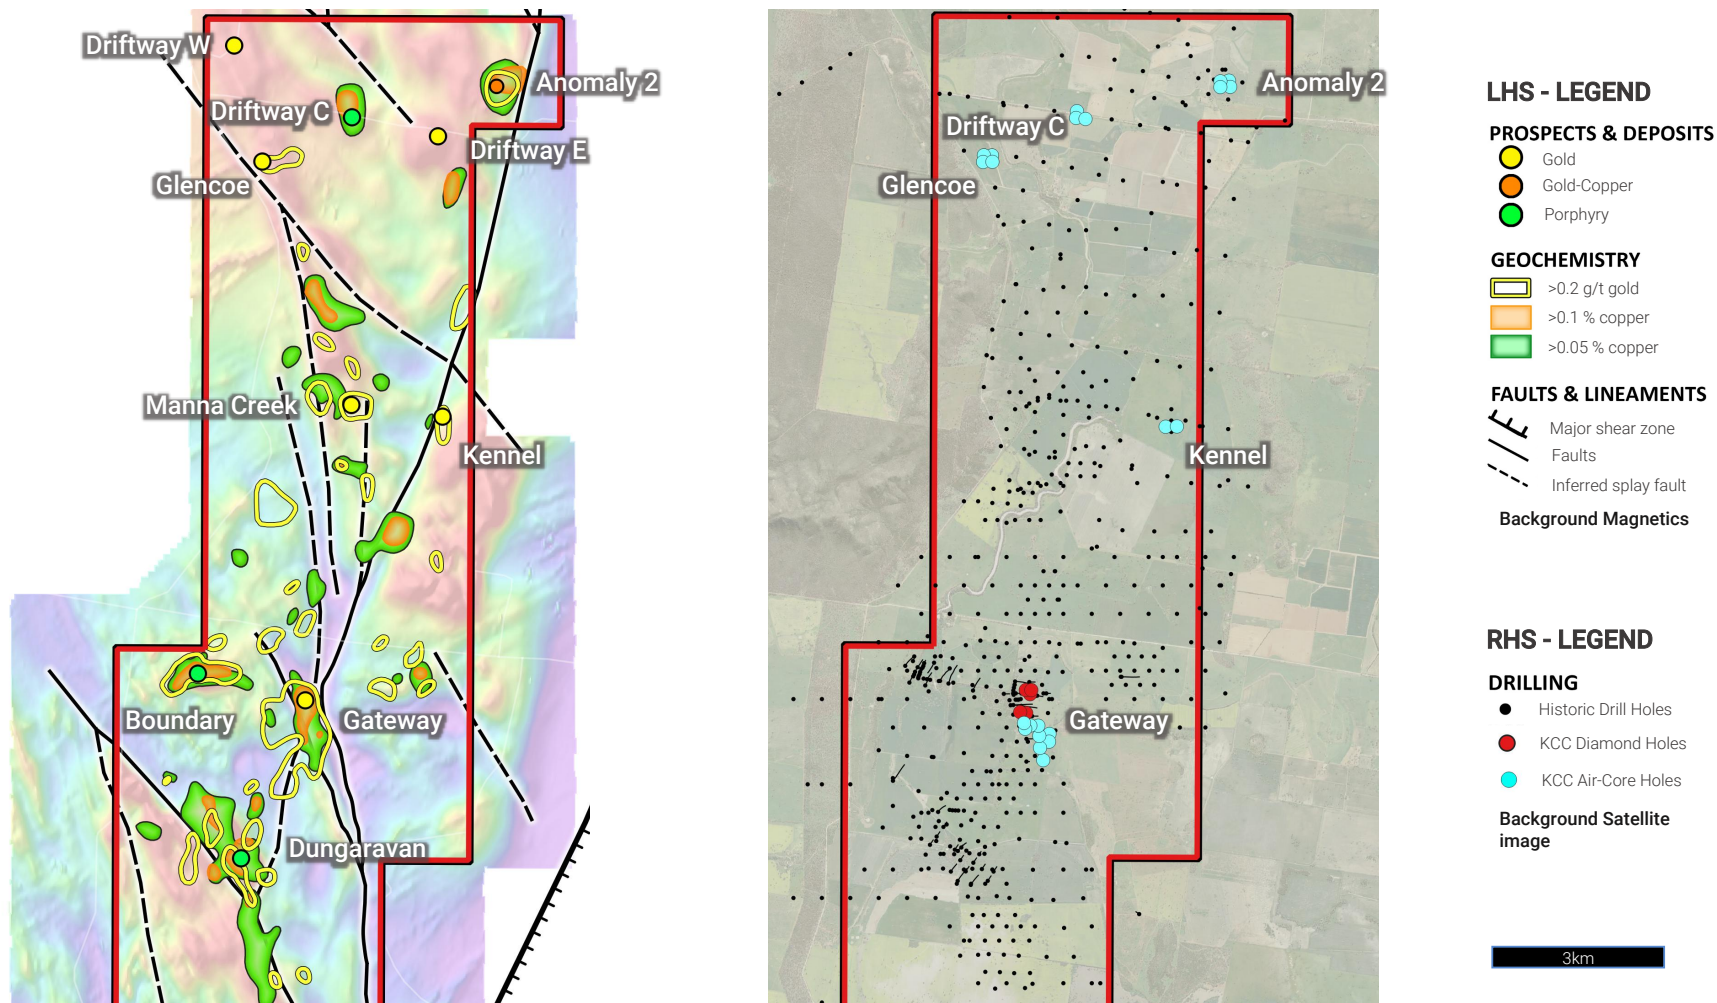 Driftway W
Anomaly 2
Driftway C
Driftway E
Glencoe
Manna Creek
Kennel
Boundary
Gateway
Dungaravan
Anomaly 2
Driftway C
Glencoe
Kennel
Gateway
LHS - LEGEND
PROSPECTS & DEPOSITS
Gold
Gold-Copper
Porphyry
GEOCHEMISTRY
>0.2 g/t gold
>0.1 % copper
>0.05 % copper
FAULTS & LINEAMENTS
Major shear zone
Faults
Inferred splay fault
Background Magnetics
RHS - LEGEND
DRILLING
Historic Drill Holes
KCC Diamond Holes
KCC Air-Core Holes
Background Satellite
image
3km